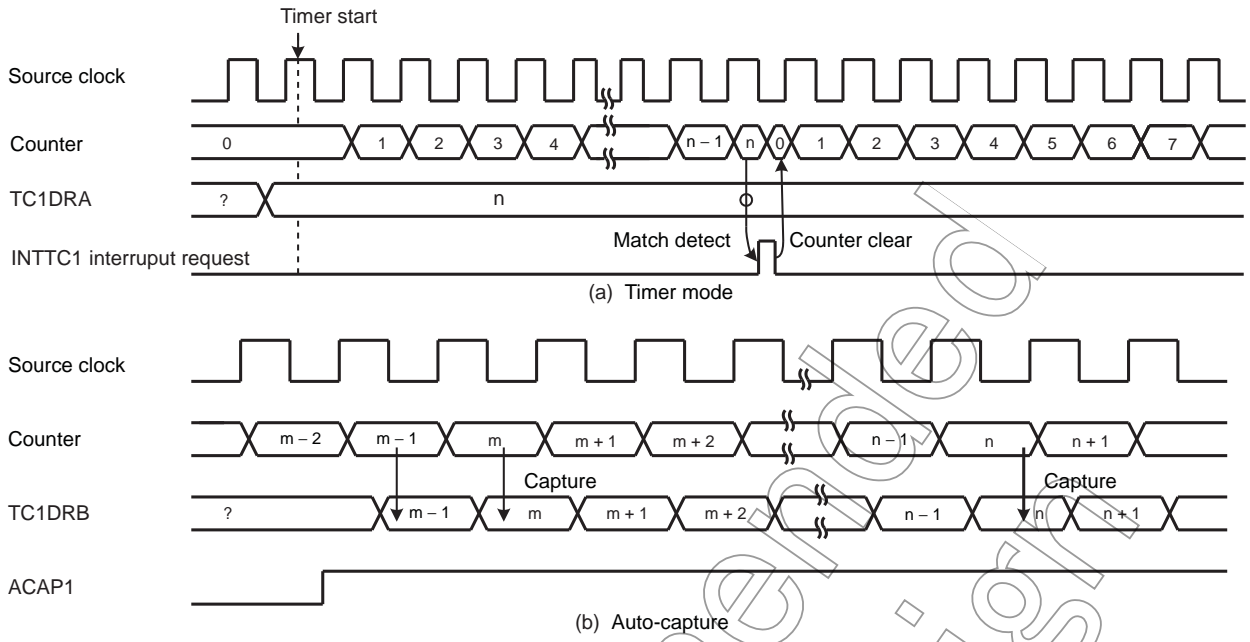 Timer start
Source clock
Counter
0 1 2 3 4 n – 1 n 0 1 2 3 4 5 6 7
TC1DRA
? n
Match detect Counter clear
INTTC1 interruput request
(a) Timer mode
Source clock
Counter
m – 2 m – 1 m m + 1 m + 2 n – 1 n n + 1
Capture Capture
TC1DRB
? m – 1 m m + 1 m + 2 n – 1 n n + 1
ACAP1
(b) Auto-capture